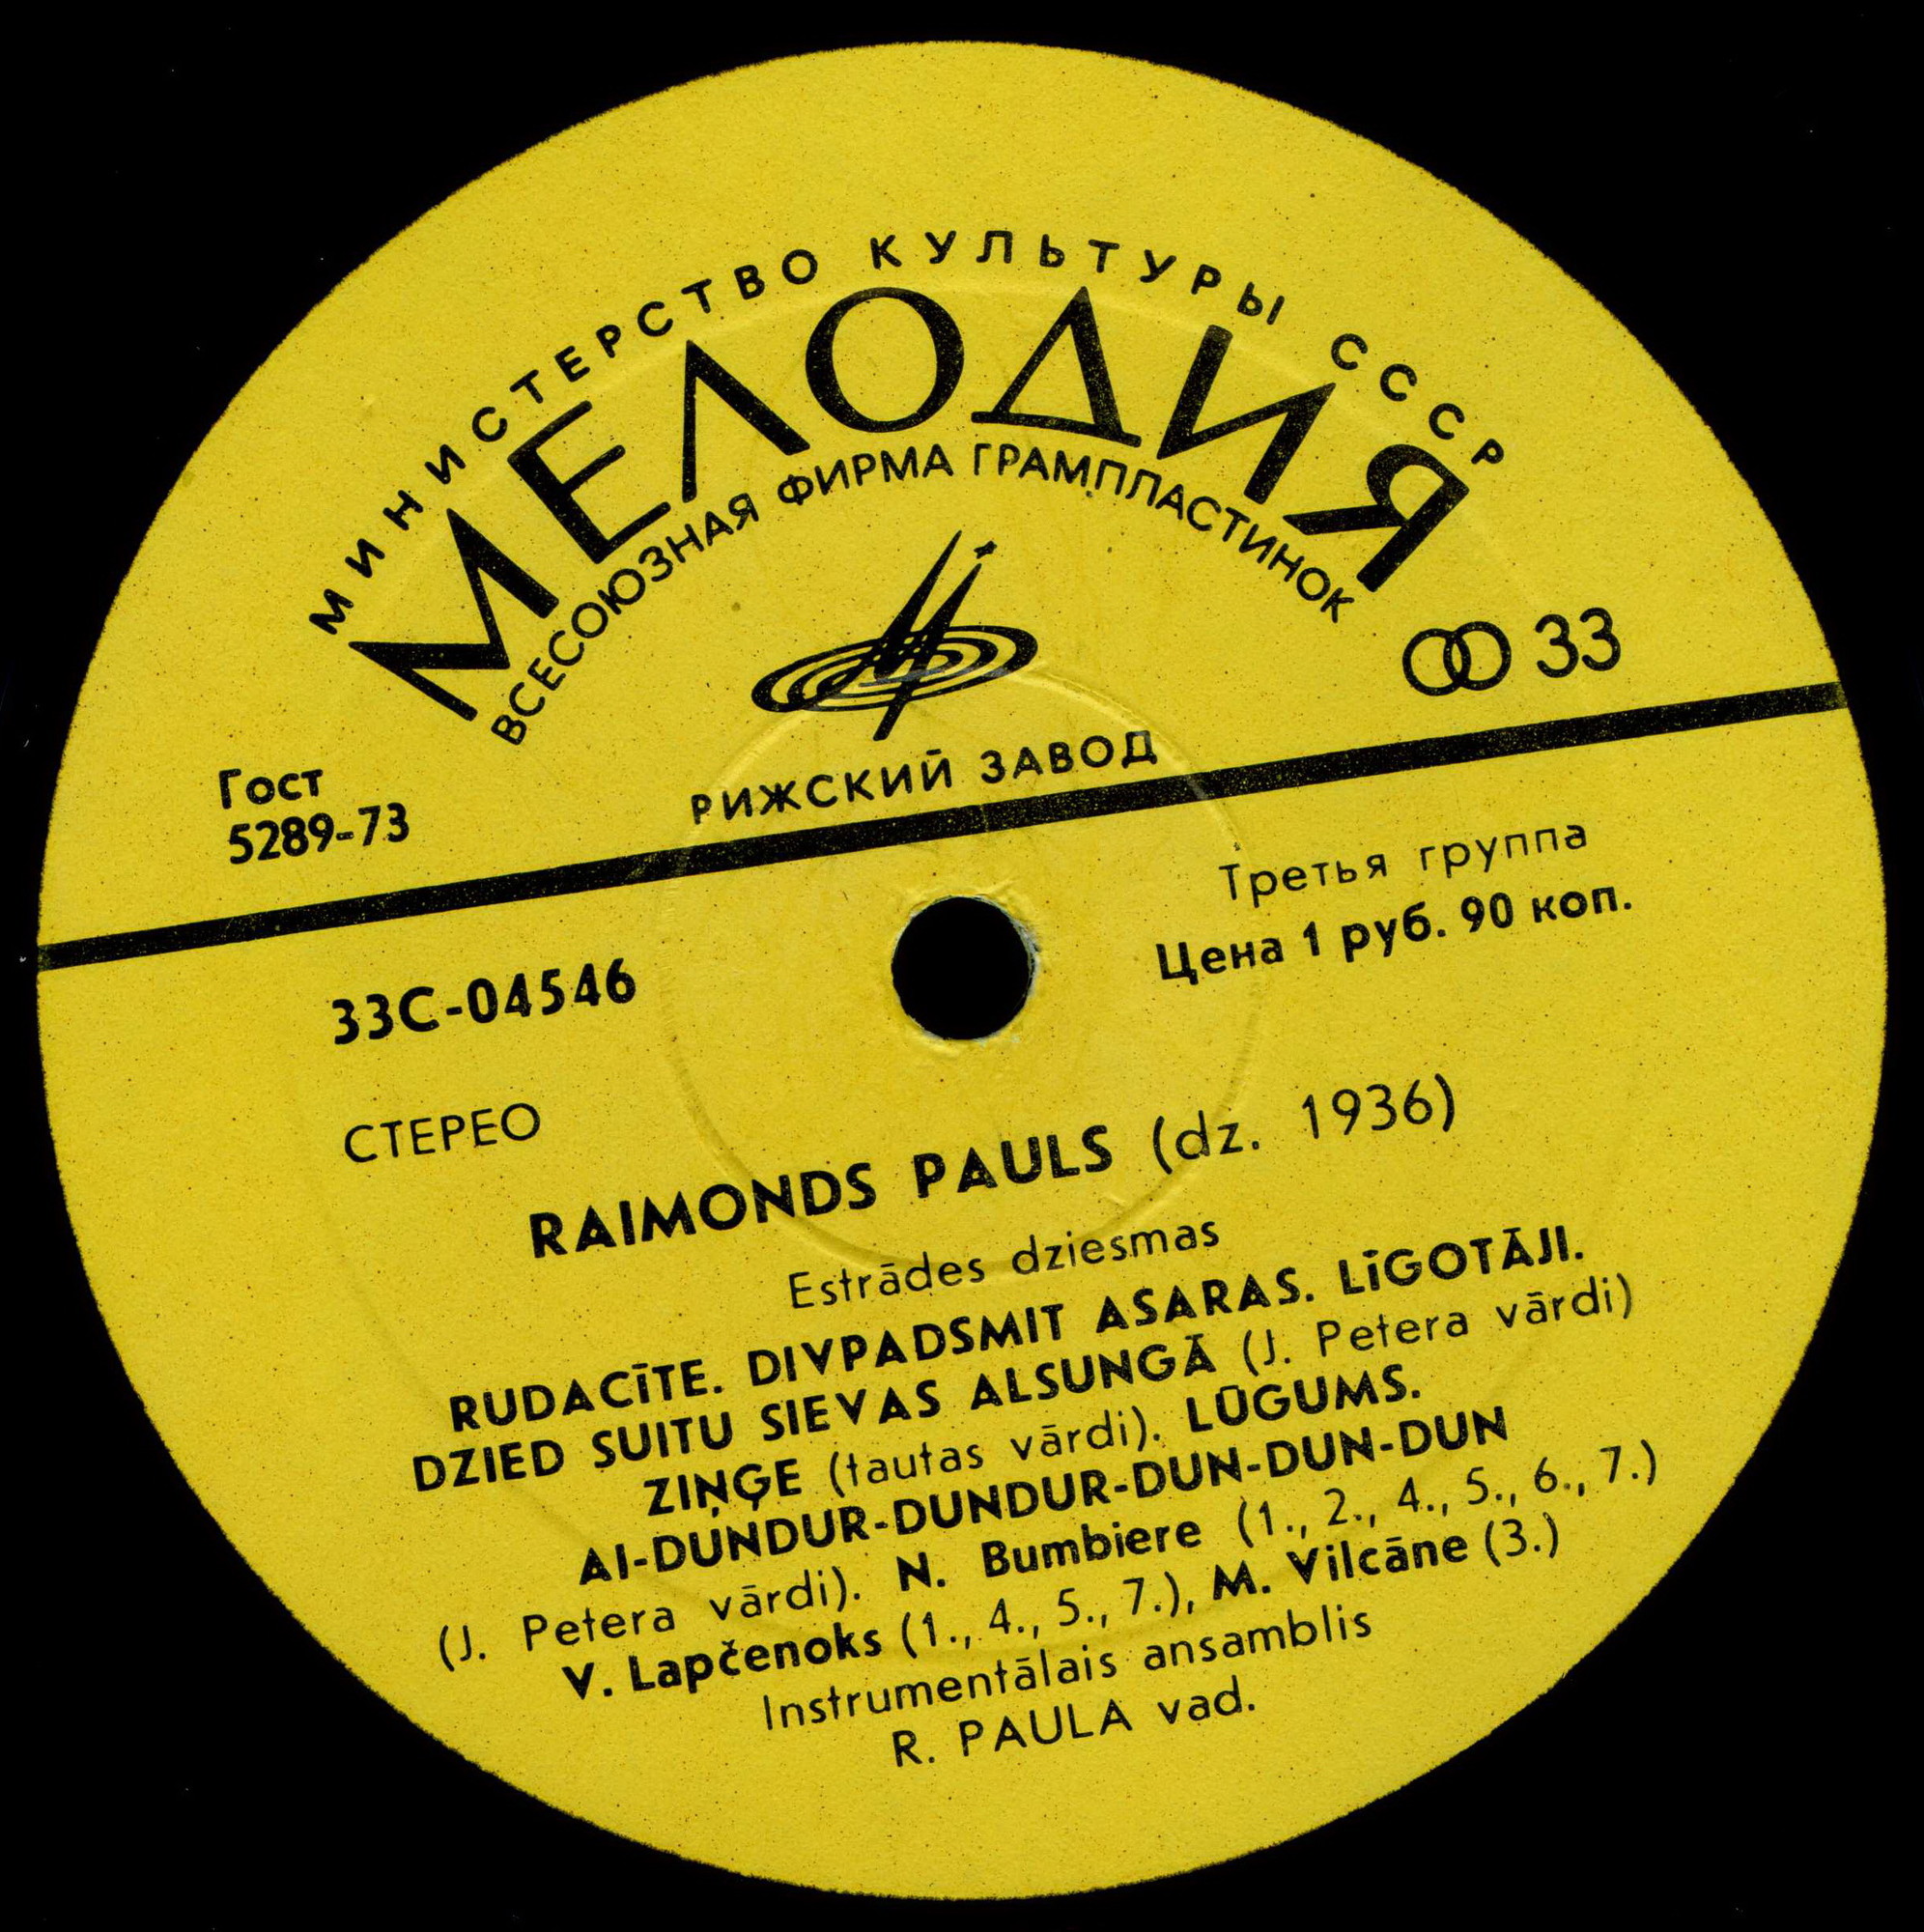 МИНИСТЕРСТВО КУЛЬТУРЫ СССР
МЕЛОДИЯ
ВСЕСОЮЗНАЯ ФИРМА ГРАМПЛАСТИНОК
33
РИЖСКИЙ ЗАВОД
Гост
5289-73
Третья группа
Цена 1 руб. 90 коп.
33С-04546
СТЕРЕО
RAIMONDS PAULS (dz. 1936)
Estrādes dziesmas
RUDACĪTE. DIVPADSMIT ASARAS. LĪGOTĀJI.
DZIED SUITU SIEVAS ALSUNGĀ (J. Petera vārdi)
ZIŅĢE (tautas vārdi). LŪGUMS.
AI-DUNDUR-DUNDUR-DUN-DUN-DUN
(J. Petera vārdi). N. Bumbiere (1., 2., 4., 5., 6., 7.)
V. Lapčenoks (1., 4., 5., 7.), M. Vilcāne (3.)
Instrumentālais ansamblis
R. PAULA vad.